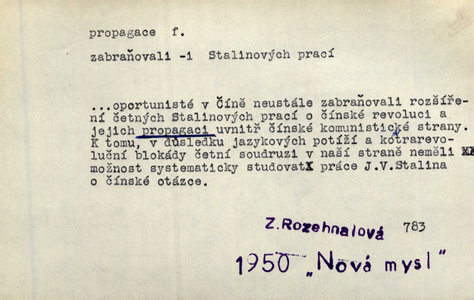 propagace f.
zabraňovali -i Stalinových prací
...oportunisté v Číně neustále zabraňovali rozšíře-
ní četných Stalinových prací o čínské revoluci a
jejich propagaci uvnitř čínské komunistické strany.
K tomu, v důsledku jazykových potíží a kotrarevo-
luční blokády četní soudruzi v naší straně neměli
možnost systematicky studovat práce J.V.Stalina
o čínské otázce.
Z.Rozehnalová 783
1950 „Nová mysl"